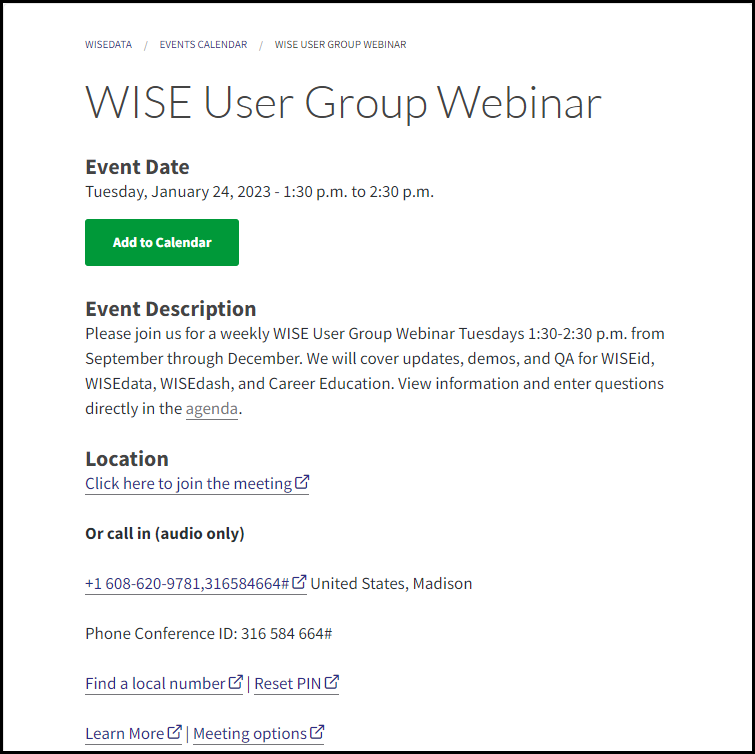 WISEDATA / EVENTS CALENDAR / WISE USER GROUP WEBINAR
WISE User Group Webinar
Event Date
Tuesday, January 24, 2023 - 1:30 p.m. to 2:30 p.m.
Add to Calendar
Event Description
Please join us for a weekly WISE User Group Webinar Tuesdays 1:30-2:30 p.m. from
September through December. We will cover updates, demos, and QA for WISEid,
WISEdata, WISEdash, and Career Education. View information and enter questions
directly in the agenda.
Location
Click here to join the meeting
Or call in (audio only)
+1 608-620-9781,316584664# United States, Madison
Phone Conference ID: 316 584 664#
Find a local number | Reset PIN
Learn More | Meeting options